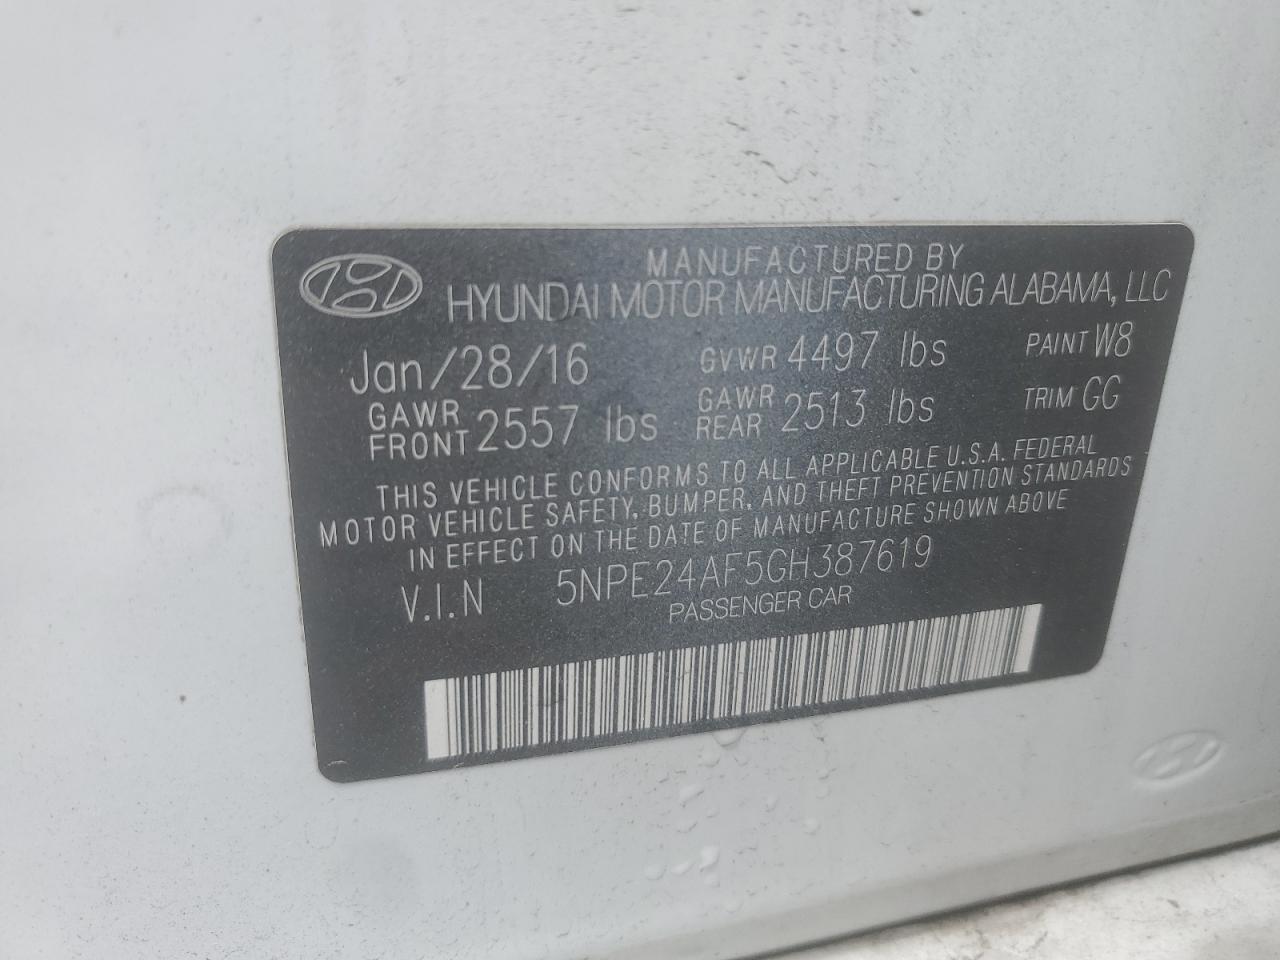 MANUFACTURED BY
HYUNDAI MOTOR MANUFACTURING ALABAMA, LLC
Jan/28/16 GVWR 4497 lbs PAINT W8
GAWR FRONT 2557 lbs GAWR REAR 2513 lbs TRIM GG
THIS VEHICLE CONFORMS TO ALL APPLICABLE U.S.A. FEDERAL
MOTOR VEHICLE SAFETY, BUMPER, AND THEFT PREVENTION STANDARDS
IN EFFECT ON THE DATE OF MANUFACTURE SHOWN ABOVE
V.I.N 5NPE24AF5GH387619
PASSENGER CAR